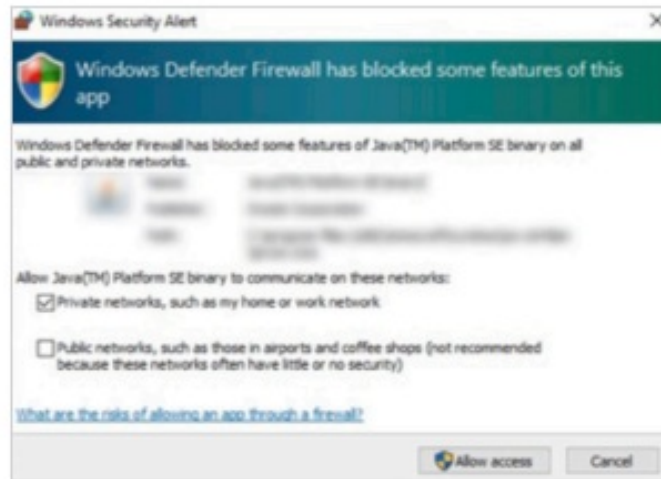 Windows Security Alert
Windows Defender Firewall has blocked some features of this
app
Windows Defender Firewall has blocked some features of Java(TM) Platform SE binary on all
public and private networks.
Allow Java(TM) Platform SE binary to communicate on these networks:
Private networks, such as my home or work network
Public networks, such as those in airports and coffee shops (not recommended
because these networks often have little or no security)
What are the risks of allowing an app through a firewall?
Allow access Cancel